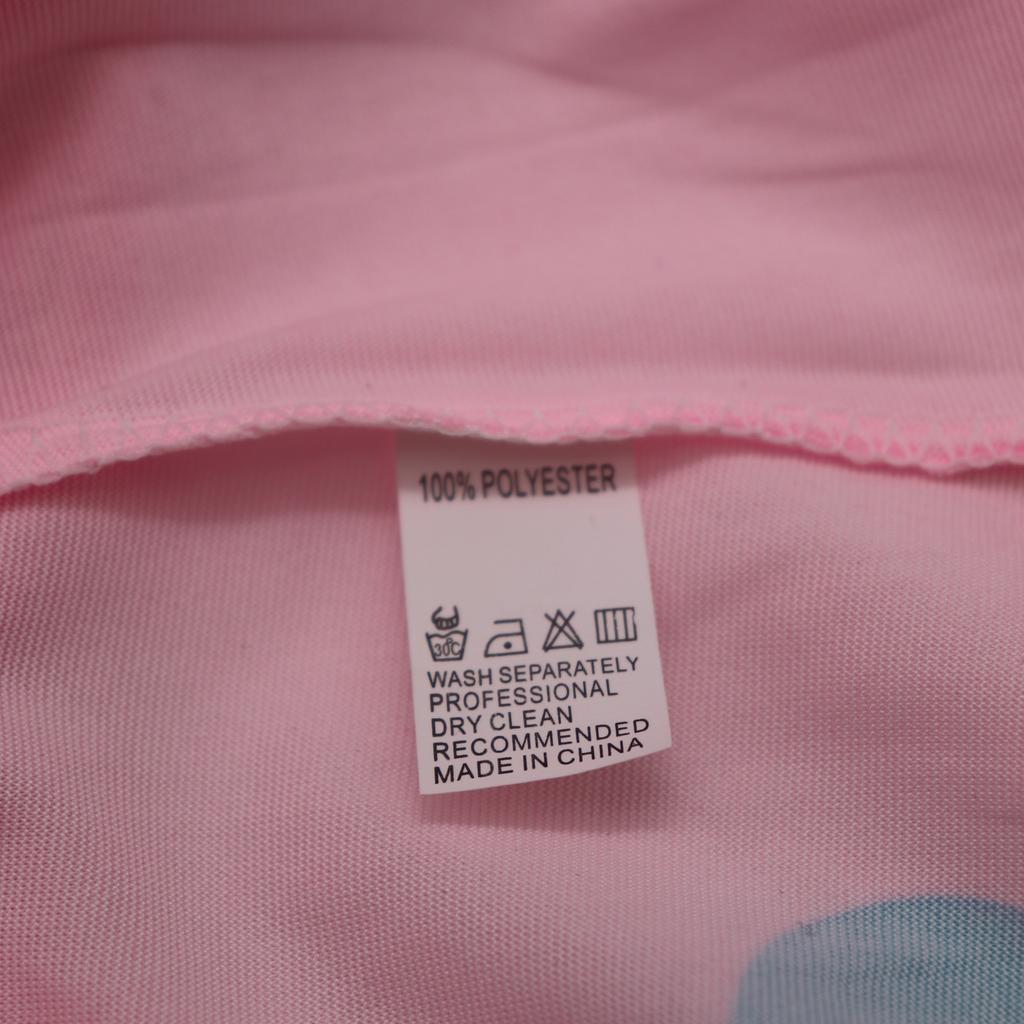 100% POLYESTER
30°C
WASH SEPARATELY
PROFESSIONAL
DRY CLEAN
RECOMMENDED
MADE IN CHINA